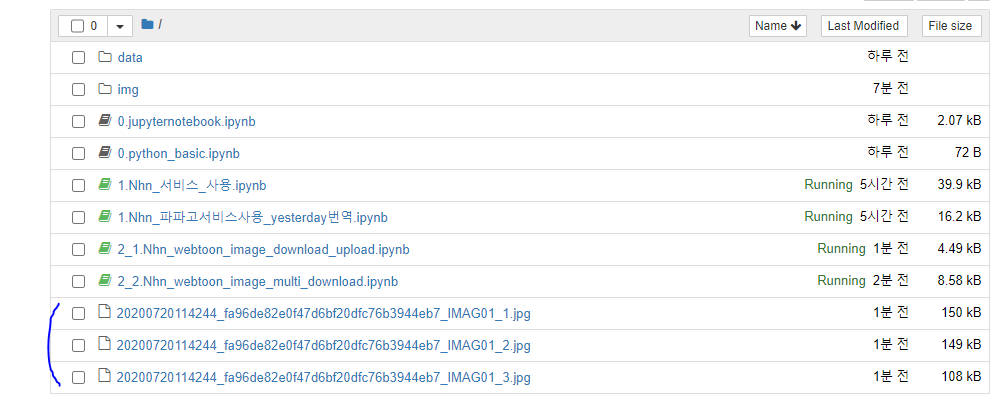 0 / Name Last Modified File size
data 하루 전
img 7분 전
0.jupyternotebook.ipynb 하루 전 2.07 kB
0.python_basic.ipynb 하루 전 72 B
1.Nhn_서비스_사용.ipynb Running 5시간 전 39.9 kB
1.Nhn_파파고서비스사용_yesterday번역.ipynb Running 5시간 전 16.2 kB
2_1.Nhn_webtoon_image_download_upload.ipynb Running 1분 전 4.49 kB
2_2.Nhn_webtoon_image_multi_download.ipynb Running 2분 전 8.58 kB
20200720114244_fa96de82e0f47d6bf20dfc76b3944eb7_IMAG01_1.jpg 1분 전 150 kB
20200720114244_fa96de82e0f47d6bf20dfc76b3944eb7_IMAG01_2.jpg 1분 전 149 kB
20200720114244_fa96de82e0f47d6bf20dfc76b3944eb7_IMAG01_3.jpg 1분 전 108 kB